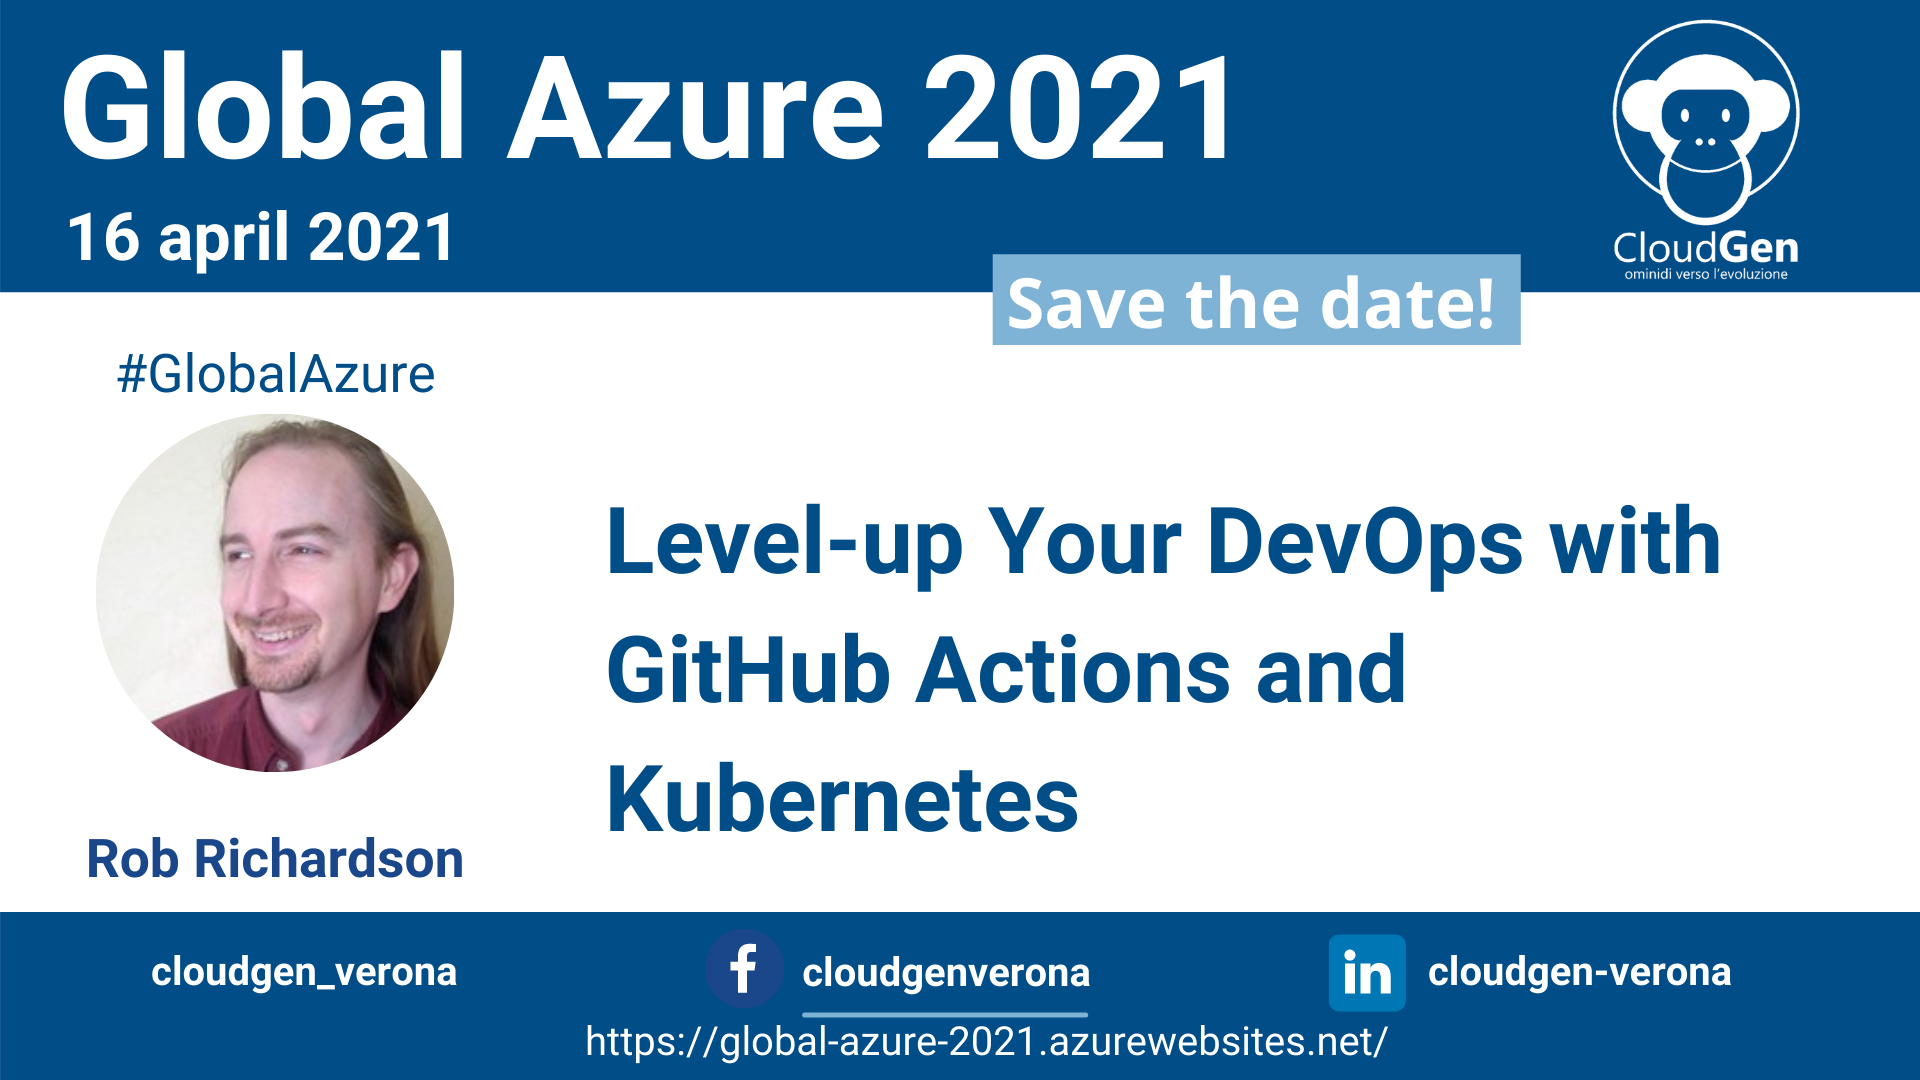 Global Azure 2021
16 april 2021
CloudGen
ominidi verso l'evoluzione
Save the date!
#GlobalAzure
Level-up Your DevOps with
GitHub Actions and
Kubernetes
Rob Richardson
cloudgen_verona
f cloudgenverona
in cloudgen-verona
https://global-azure-2021.azurewebsites.net/